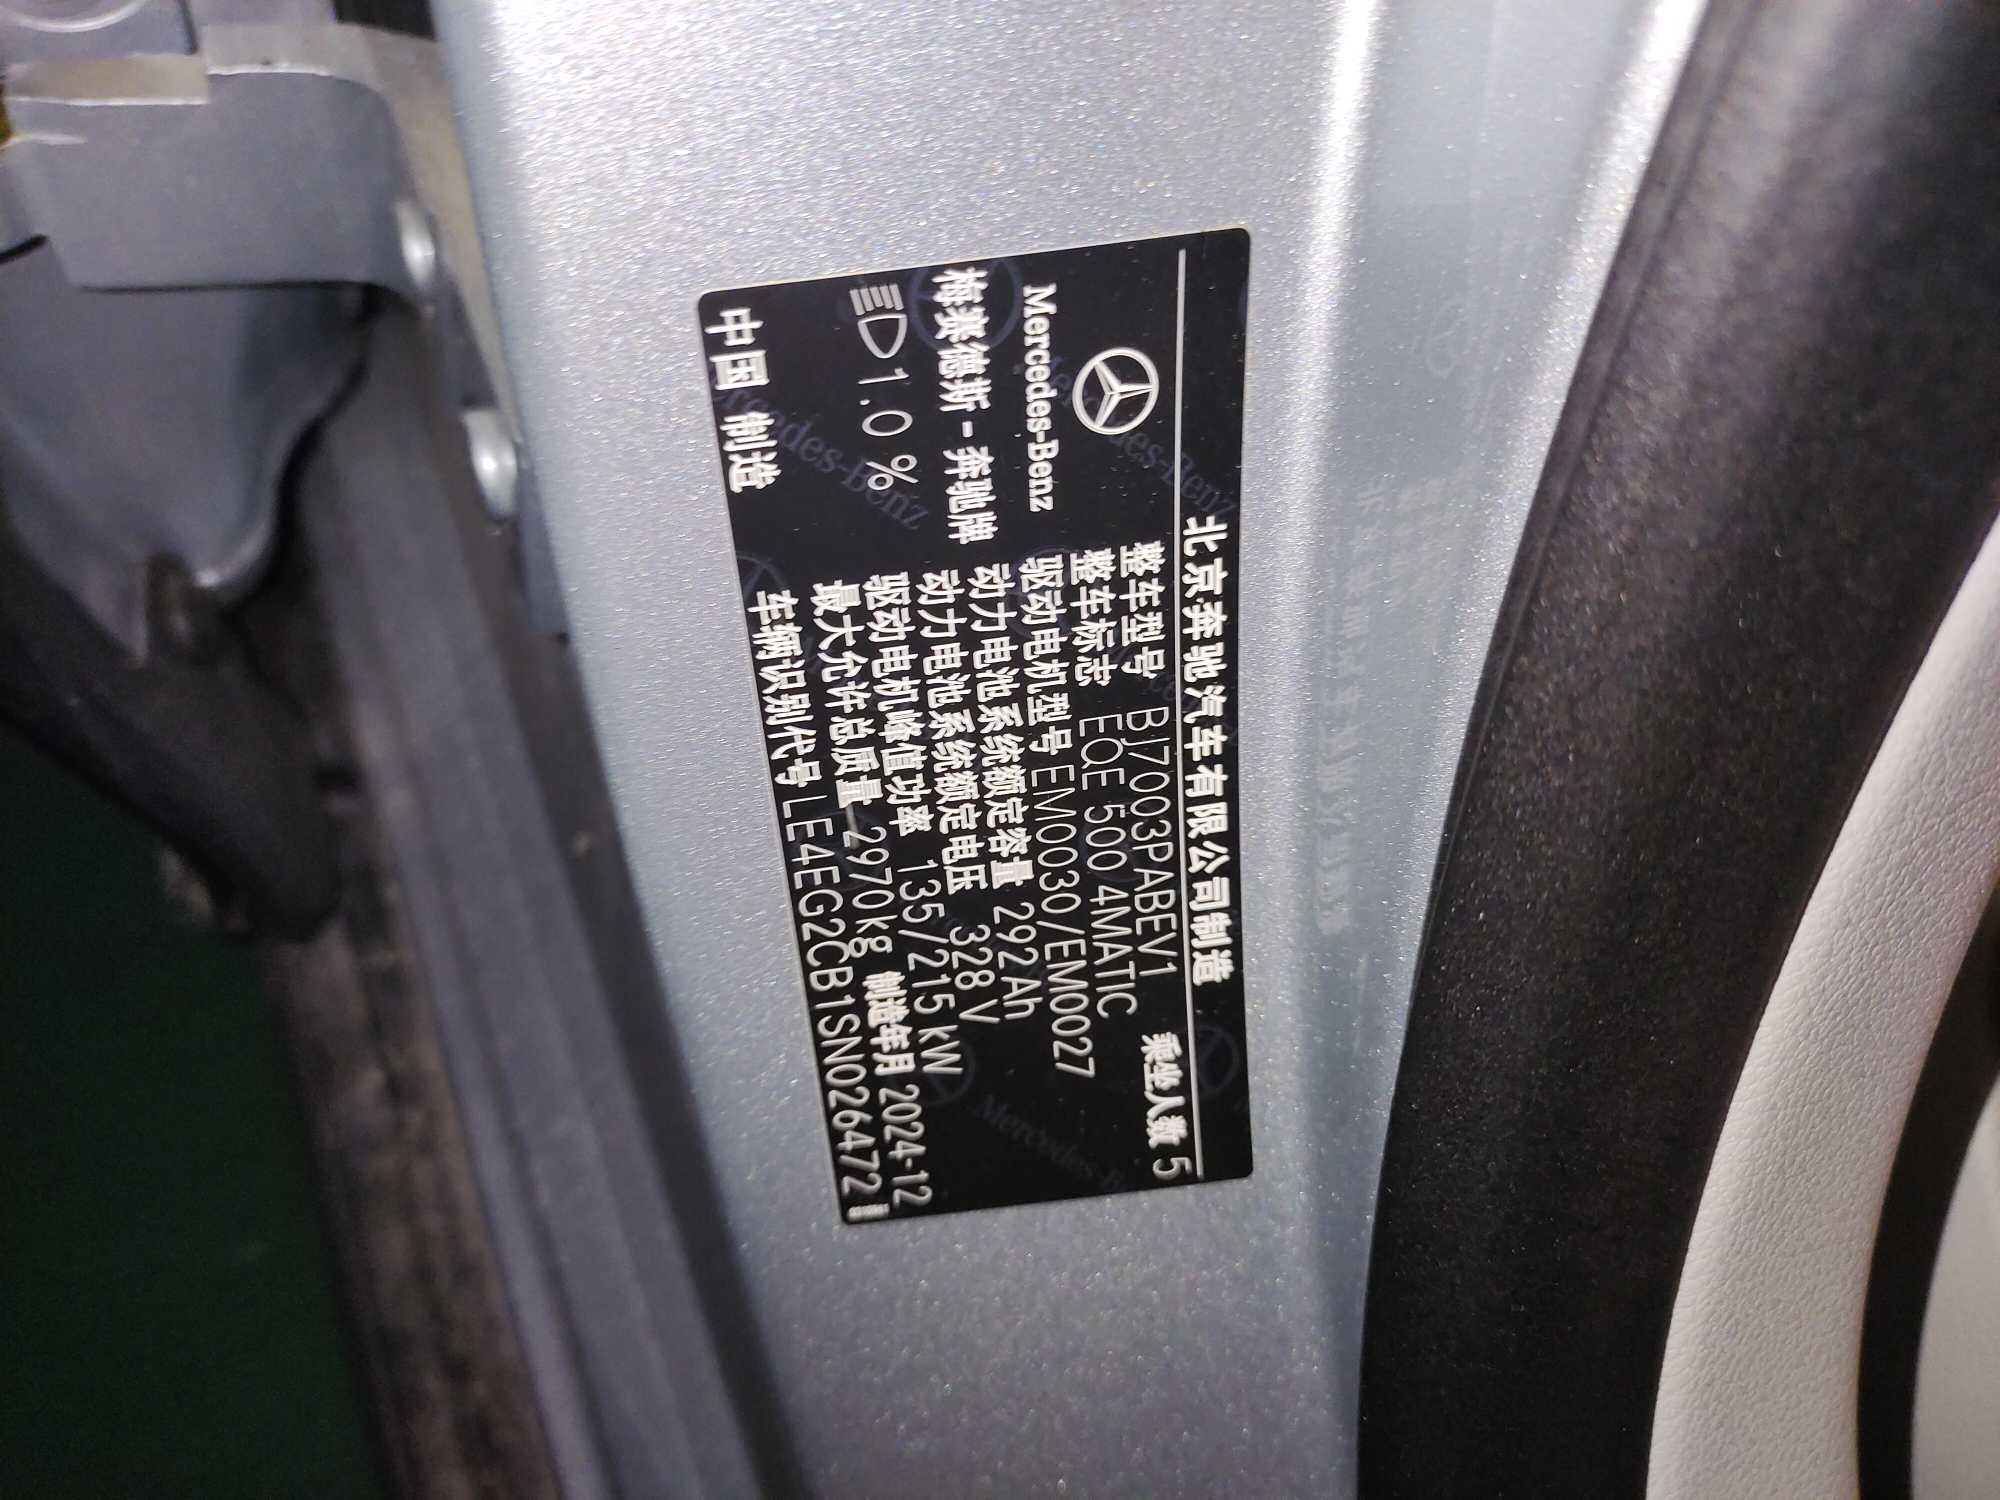 北京奔驰汽车有限公司制造
整车型号 BJ7003PABEV1 乘坐人数 5
整车标志 EQE 500 4MATIC
驱动电机型号 EM0030/EM0027
动力电池系统额定容量 292Ah
动力电池系统额定电压 328V
驱动电机峰值功率 135/215kW
最大允许总质量 2970kg 制造年月 2024-12
车辆识别代号 LE4EG2CB1SN026472
Mercedes-Benz
梅赛德斯-奔驰牌
1.0%
中国 制造